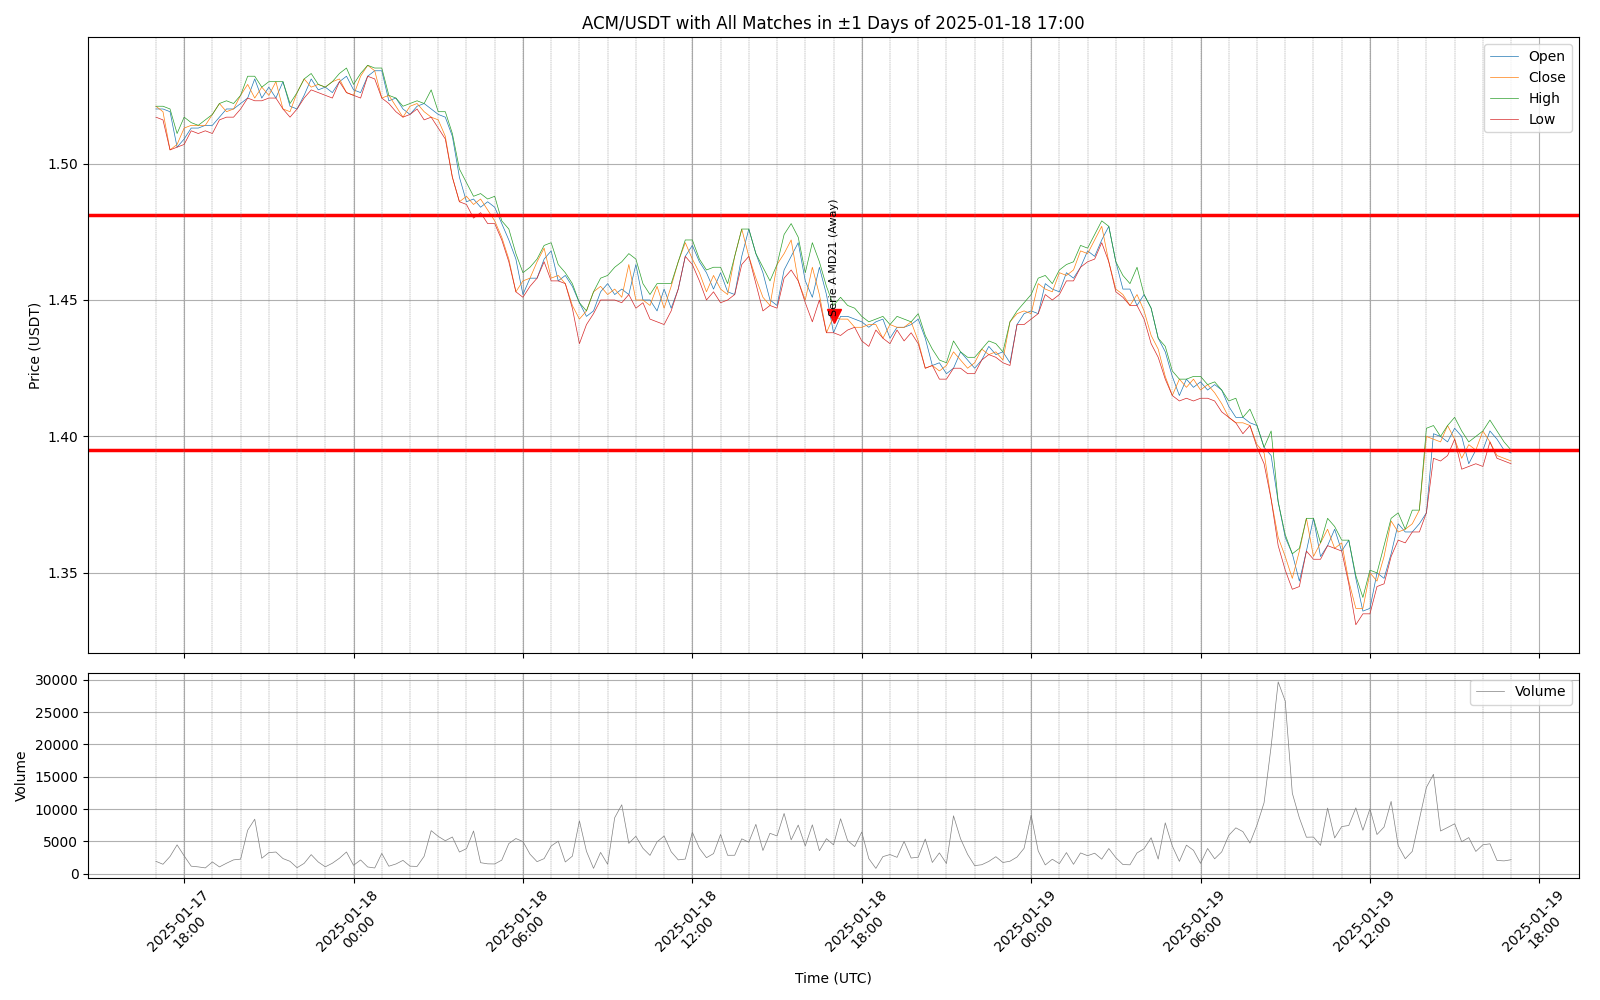 ACM/USDT with All Matches in ±1 Days of 2025-01-18 17:00
Open
Close
High
Low
Price (USDT)
1.50
1.45
1.40
1.35
Serie A MD21 (Away)
Volume
Volume
30000
25000
20000
15000
10000
5000
0
2025-01-17
18:00
2025-01-18
00:00
2025-01-18
06:00
2025-01-18
12:00
2025-01-18
18:00
2025-01-19
00:00
2025-01-19
06:00
2025-01-19
12:00
2025-01-19
18:00
Time (UTC)